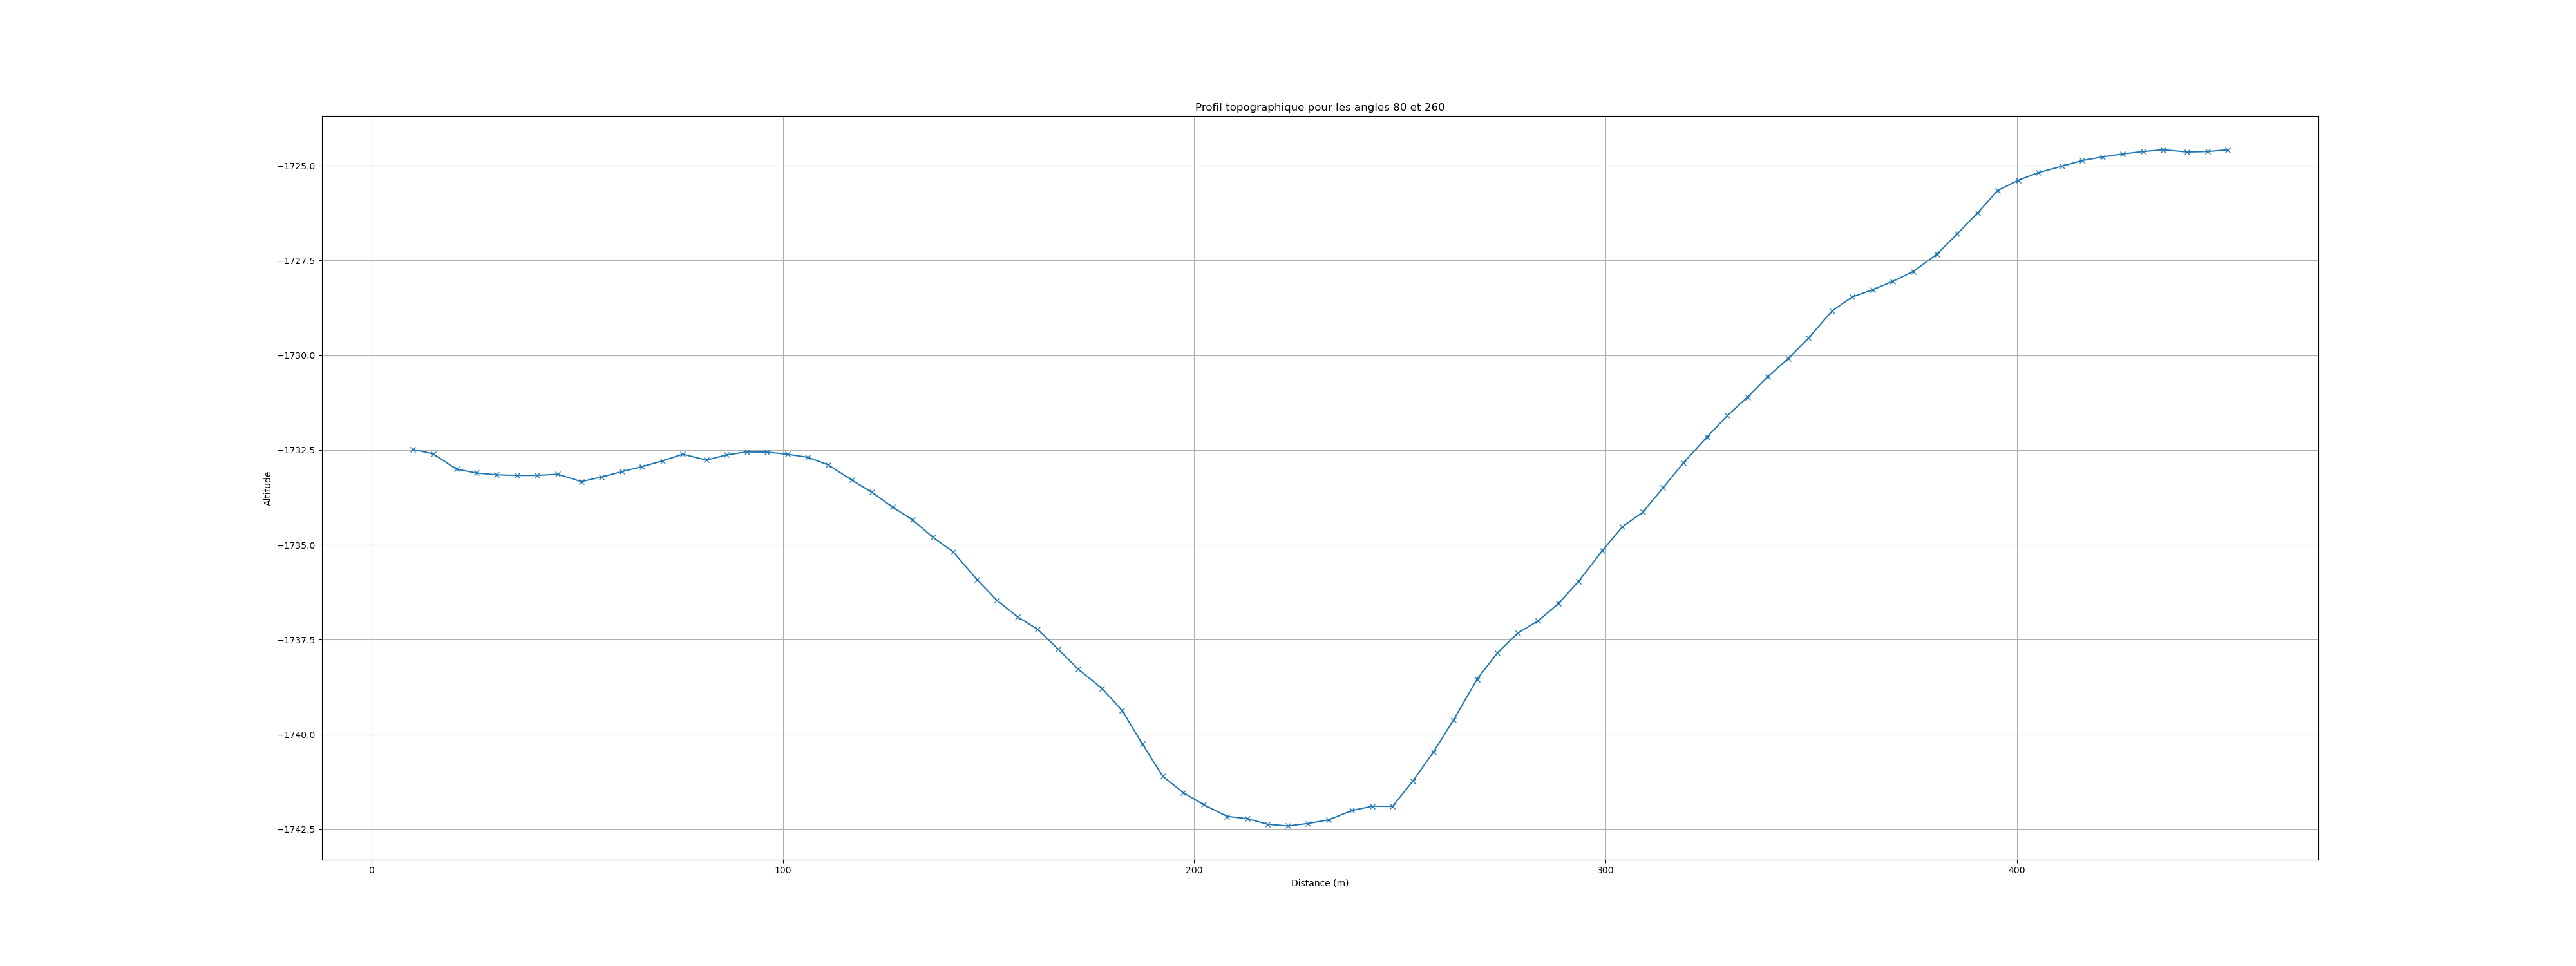 Profil topographique pour les angles 80 et 260
−1725.0
−1727.5
−1730.0
−1732.5
−1735.0
−1737.5
−1740.0
−1742.5
Altitude
0 100 200 300 400
Distance (m)